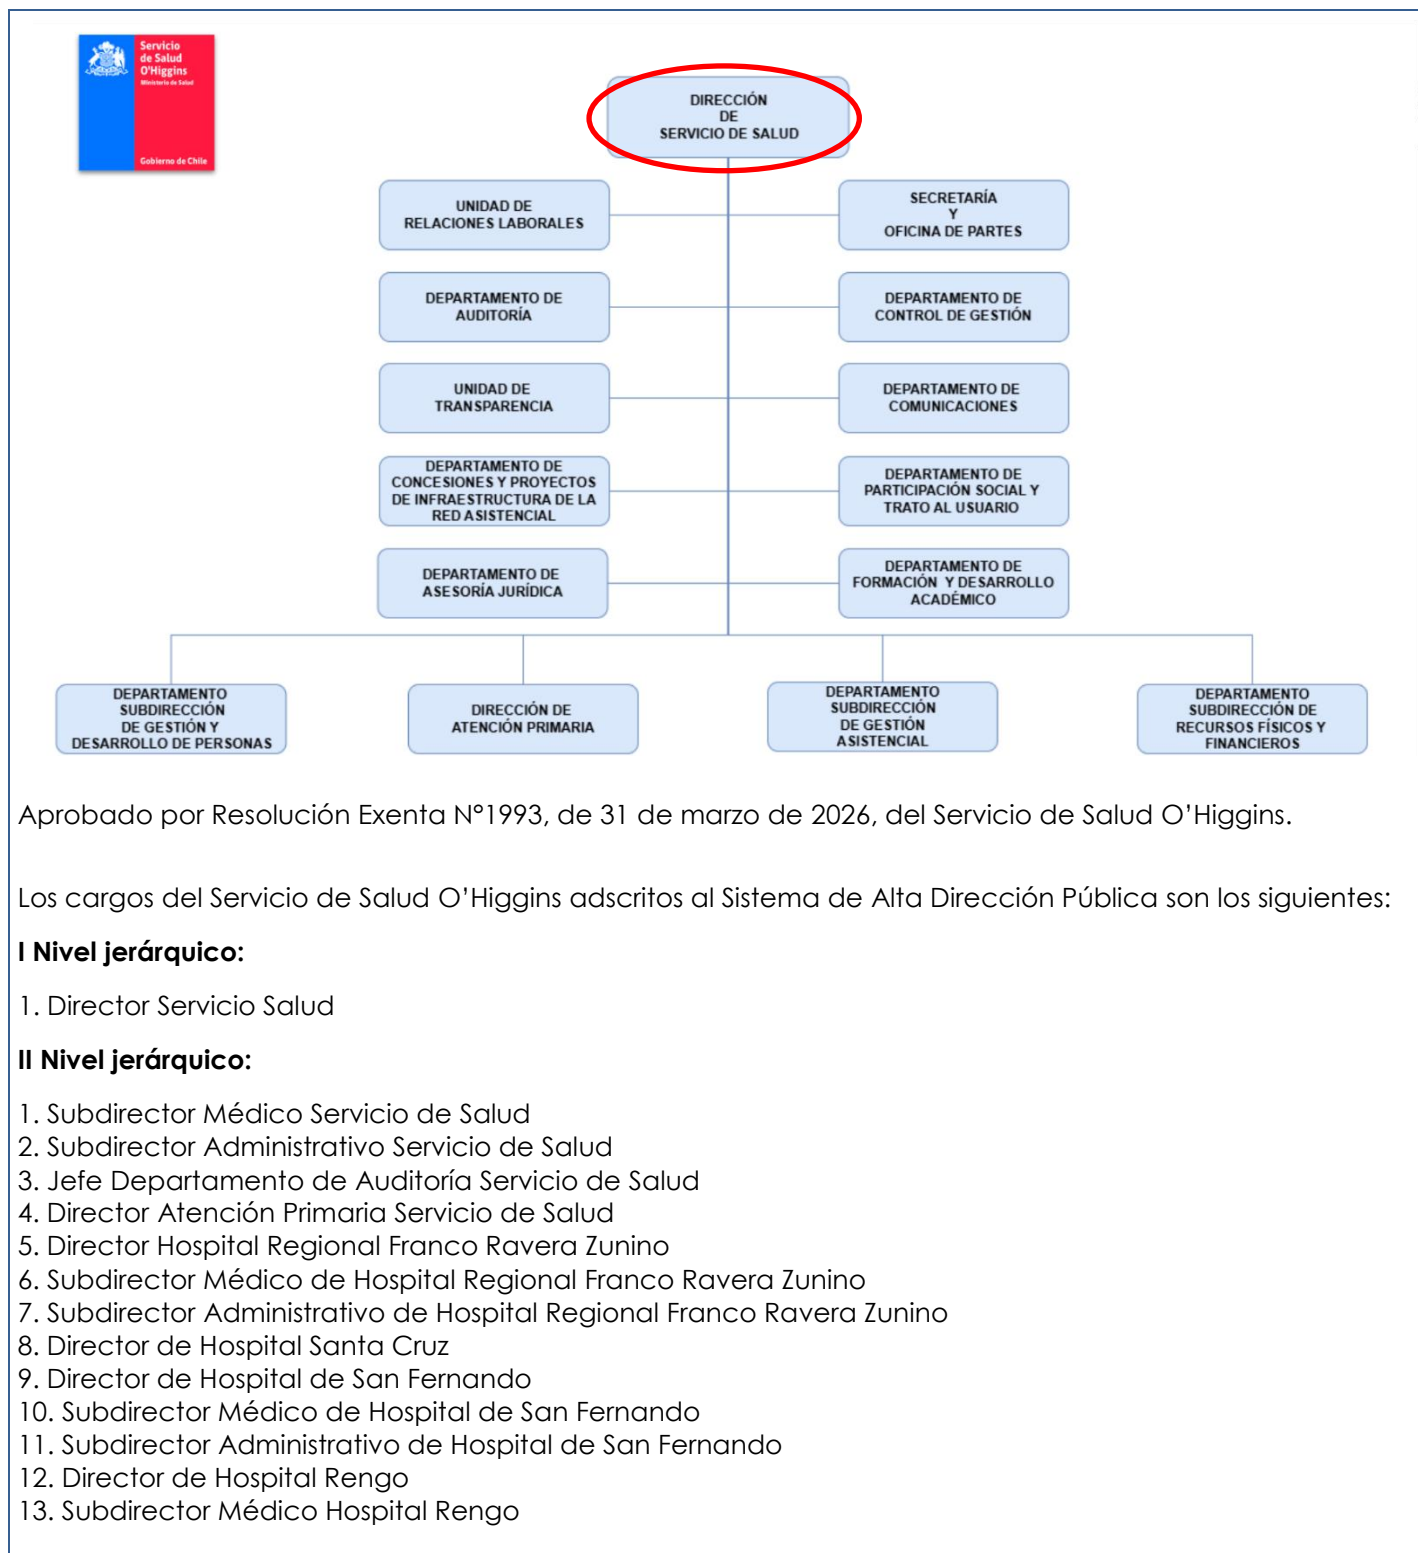 Servicio
de Salud
O'Higgins
Ministerio de Salud
Gobierno de Chile
DIRECCIÓN
DE
SERVICIO DE SALUD
UNIDAD DE
RELACIONES LABORALES
SECRETARÍA
Y
OFICINA DE PARTES
DEPARTAMENTO DE
AUDITORÍA
DEPARTAMENTO DE
CONTROL DE GESTIÓN
UNIDAD DE
TRANSPARENCIA
DEPARTAMENTO DE
COMUNICACIONES
DEPARTAMENTO DE
CONCESIONES Y PROYECTOS
DE INFRAESTRUCTURA DE LA
RED ASISTENCIAL
DEPARTAMENTO DE
PARTICIPACIÓN SOCIAL Y
TRATO AL USUARIO
DEPARTAMENTO DE
ASESORÍA JURÍDICA
DEPARTAMENTO DE
FORMACIÓN Y DESARROLLO
ACADÉMICO
DEPARTAMENTO
SUBDIRECCIÓN
DE GESTIÓN Y
DESARROLLO DE PERSONAS
DIRECCIÓN DE
ATENCIÓN PRIMARIA
DEPARTAMENTO
SUBDIRECCIÓN
DE GESTIÓN
ASISTENCIAL
DEPARTAMENTO
SUBDIRECCIÓN DE
RECURSOS FÍSICOS Y
FINANCIEROS
Aprobado por Resolución Exenta N°1993, de 31 de marzo de 2026, del Servicio de Salud O'Higgins.
Los cargos del Servicio de Salud O'Higgins adscritos al Sistema de Alta Dirección Pública son los siguientes:
I Nivel jerárquico:
1. Director Servicio Salud
II Nivel jerárquico:
1. Subdirector Médico Servicio de Salud
2. Subdirector Administrativo Servicio de Salud
3. Jefe Departamento de Auditoría Servicio de Salud
4. Director Atención Primaria Servicio de Salud
5. Director Hospital Regional Franco Ravera Zunino
6. Subdirector Médico de Hospital Regional Franco Ravera Zunino
7. Subdirector Administrativo de Hospital Regional Franco Ravera Zunino
8. Director de Hospital Santa Cruz
9. Director de Hospital de San Fernando
10. Subdirector Médico de Hospital de San Fernando
11. Subdirector Administrativo de Hospital de San Fernando
12. Director de Hospital Rengo
13. Subdirector Médico Hospital Rengo